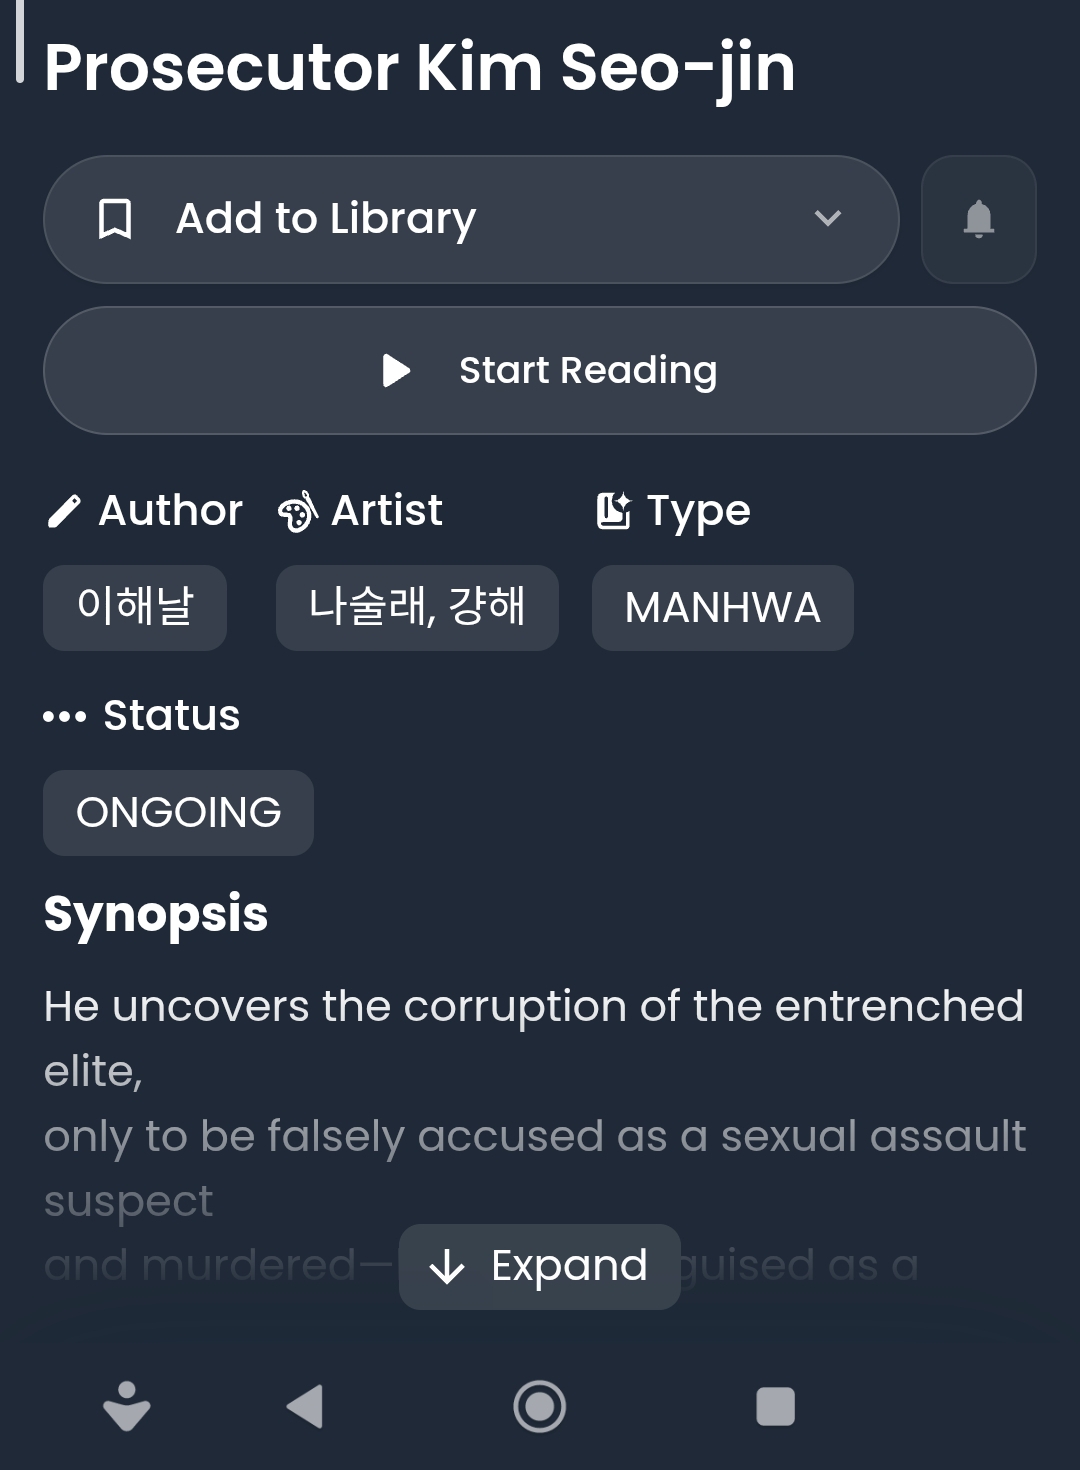 Prosecutor Kim Seo-jin
Add to Library
Start Reading
Author Artist Type
이해날 나술래, 걍해 MANHWA
Status
ONGOING
Synopsis
He uncovers the corruption of the entrenched
elite,
only to be falsely accused as a sexual assault
suspect
and murdered— guised as a
Expand